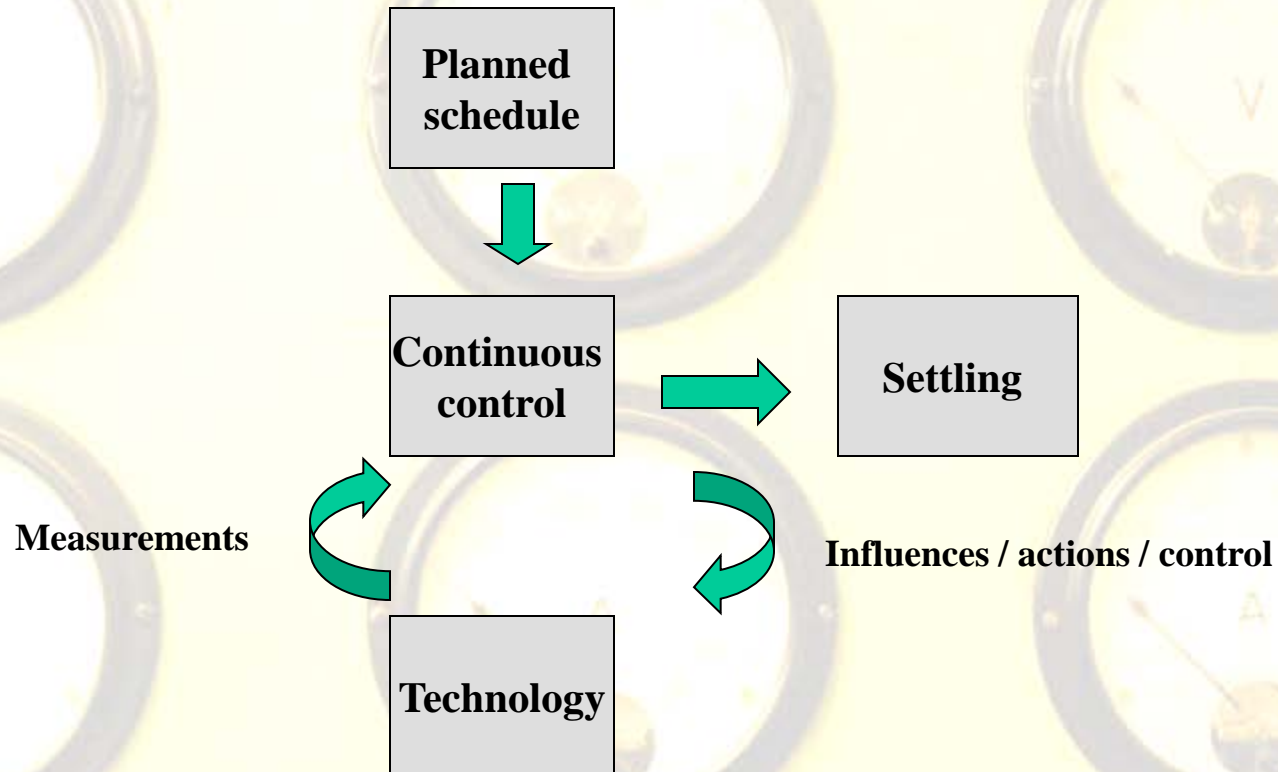 Planned
schedule
Continuous
control
Settling
Measurements
Influences / actions / control
Technology
V
A